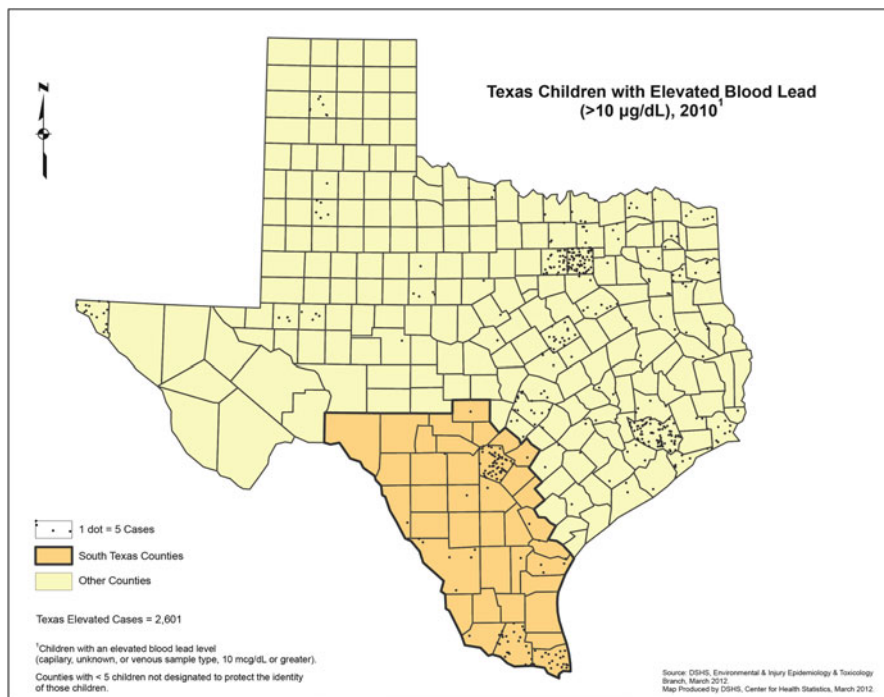 Texas Children with Elevated Blood Lead
(>10 µg/dL), 2010¹
N
1 dot = 5 Cases
South Texas Counties
Other Counties
Texas Elevated Cases = 2,601
¹Children with an elevated blood lead level
(capilary, unknown, or venous sample type, 10 mcg/dL or greater).
Counties with < 5 children not designated to protect the identity
of those children.
Source: DSHS, Environmental & Injury Epidemiology & Toxicology
Branch, March 2012.
Map Produced by DSHS, Center for Health Statistics, March 2012.